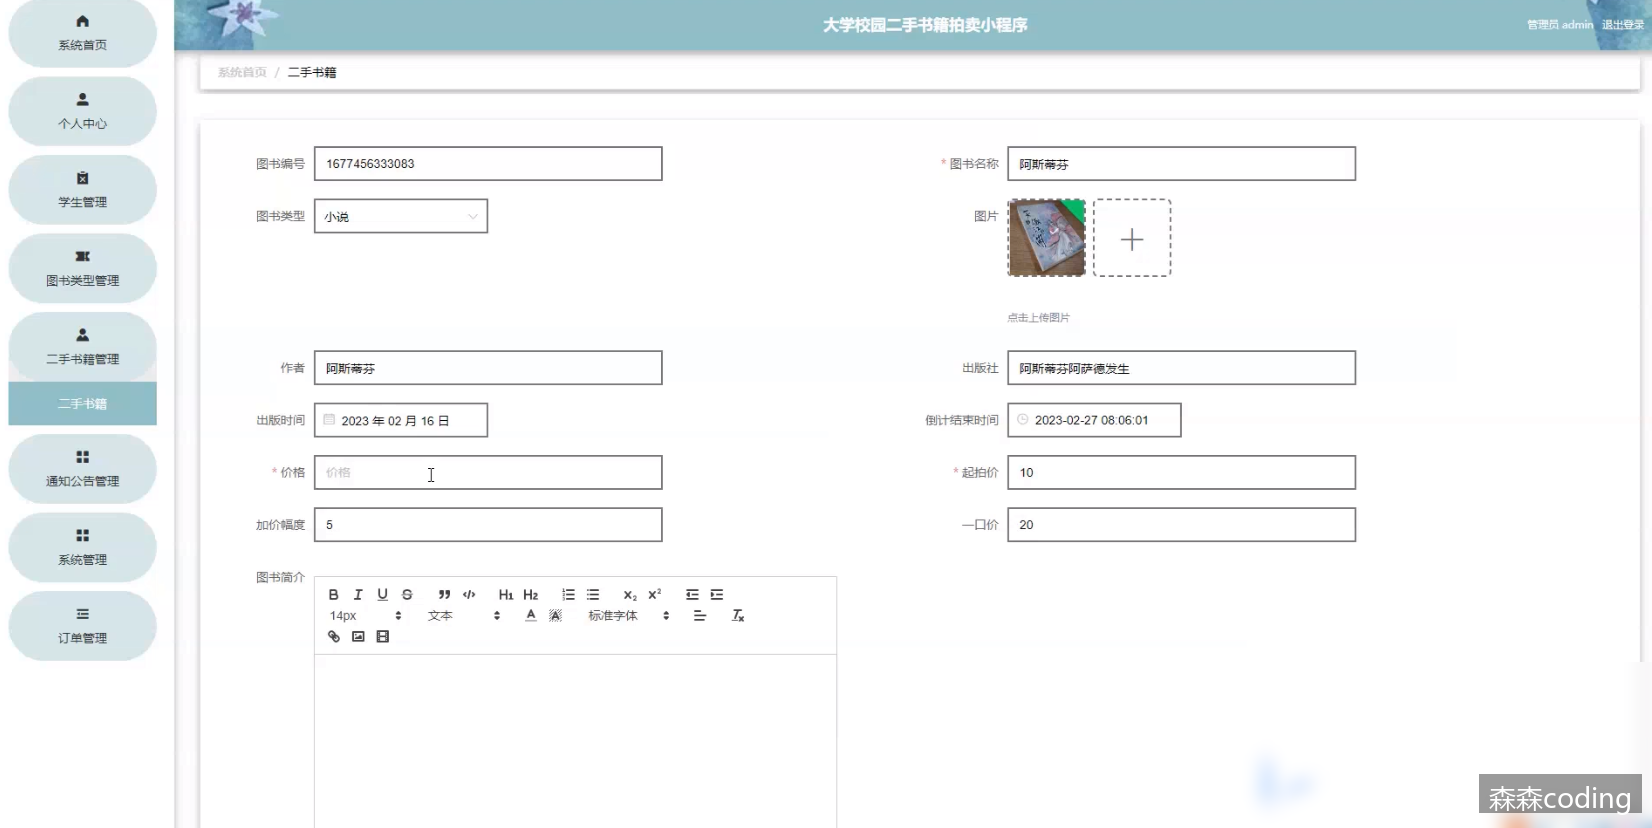 大学校园二手书籍拍卖小程序
管理员 admin 退出登录
系统首页
个人中心
学生管理
图书类型管理
二手书籍管理
二手书籍
通知公告管理
系统管理
订单管理
系统首页 / 二手书籍
图书编号 1677456333083
* 图书名称 阿斯蒂芬
图书类型 小说
图片
点击上传图片
作者 阿斯蒂芬
出版社 阿斯蒂芬阿萨德发生
出版时间 2023 年 02 月 16 日
倒计结束时间 2023-02-27 08:06:01
* 价格 价格
* 起拍价 10
加价幅度 5
一口价 20
图书简介
B I U S H1 H2 X2 X2
14px 文本 A A 标准字体 Tx
森森coding